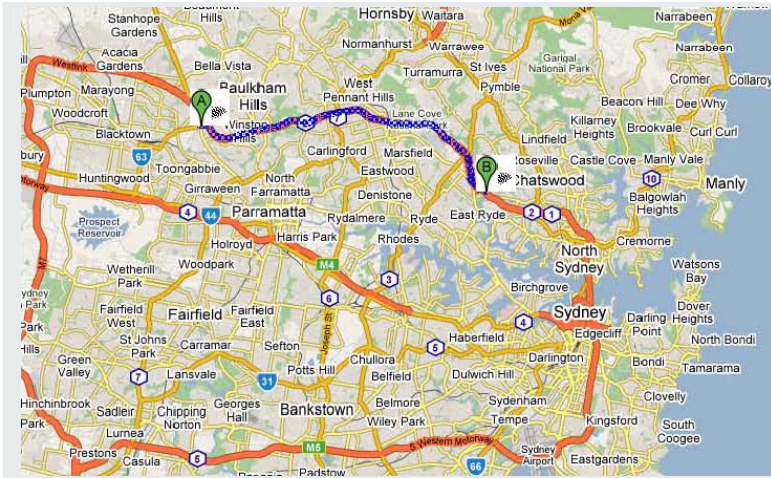 Stanhope Gardens
Beaumont Hills
Hornsby
Waitara
Narrabeen
Acacia Gardens
Normanhurst
Warrawee
Mona
Narrabeen
Westlink
Bella Vista
St Ives
Garigal National Park
Plumpton
Marayong
A
Baulkham Hills
West Pennant Hills
Turramurra
Pymble
Cromer
Collaroy
Woodcroft
Winston Hills
7
Lane Cove National Park
Beacon Hill
Dee Why
Blacktown
Carlingford
Marsfield
Lindfield
Killarney Heights
Brookvale
Curl Curl
63
Toongabbie
Eastwood
B
Roseville
Castle Cove
Manly Vale
Huntingwood
Girraween
North Parramatta
Denistone
Chatswood
10
Manly
Balgowlah Heights
4
44
Parramatta
Rydalmere
Ryde
East Ryde
2
1
Prospect Reservoir
Holroyd
Harris Park
Rhodes
North Sydney
Cremorne
M7
Woodpark
M4
3
Watsons Bay
Wetherill Park
6
Birchgrove
Fairfield West
Fairfield
Fairfield East
Joseph St
4
Sydney
Darling Point
Dover Heights
St Johns Park
Haberfield
Edgecliff
North Bondi
Carramar
Sefton
Chullora
5
Darlington
Bondi
Tamarama
Green Valley
7
Lansvale
31
Potts Hill
Belfield
Dulwich Hill
Clovelly
Hinchinbrook
Sadleir
Chipping Norton
Georges Hall
Bankstown
Belmore
Wiley Park
Sydenham
Tempe
Kingsford
South Coogee
Lurnea
M5
S Western Motorway
Sydney Airport
Prestons
Casula
5
Padstow
66
Eastgardens